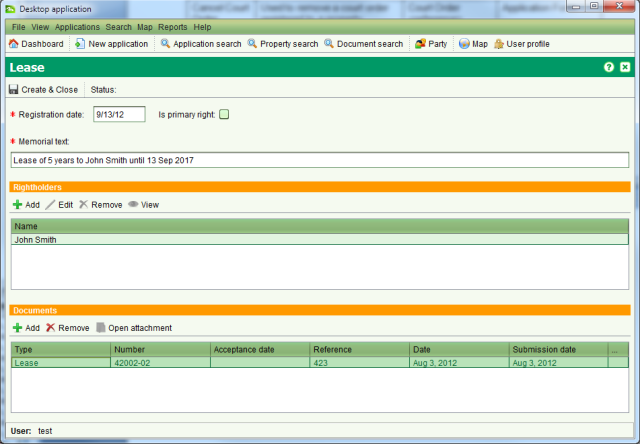 Desktop application
File View Applications Search Map Reports Help
Dashboard New application Application search Property search Document search Party Map User profile
Lease
Create & Close Status:
* Registration date: 9/13/12 Is primary right:
* Memorial text:
Lease of 5 years to John Smith until 13 Sep 2017
Rightholders
Add Edit Remove View
Name
John Smith
Documents
Add Remove Open attachment
Type Number Acceptance date Reference Date Submission date ...
Lease 42002-02 423 Aug 3, 2012 Aug 3, 2012
User: test